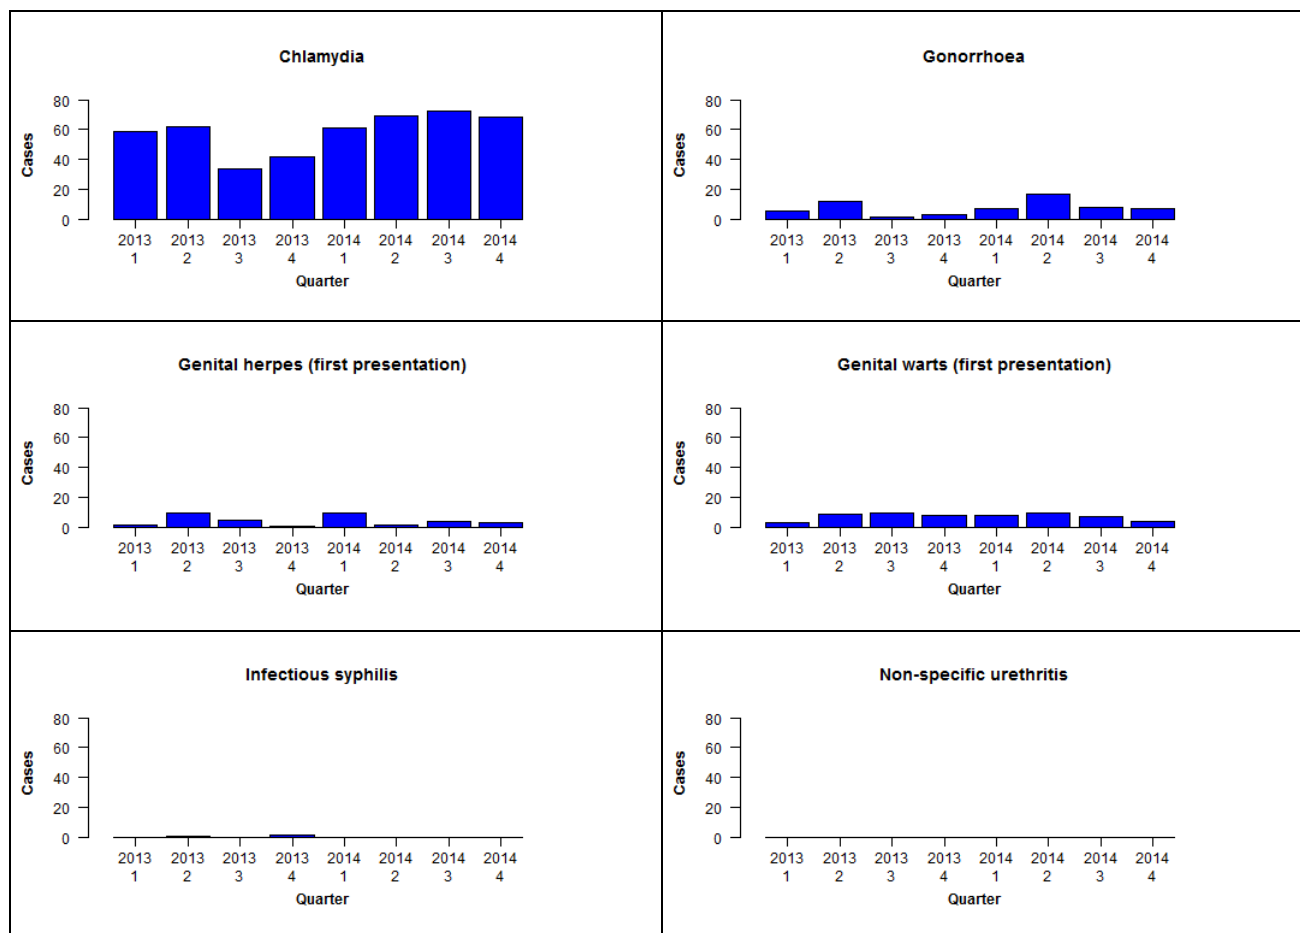 Chlamydia
80
60
40
20
0
Cases
2013 2013 2013 2013 2014 2014 2014 2014
1 2 3 4 1 2 3 4
Quarter
Gonorrhoea
80
60
40
20
0
Cases
2013 2013 2013 2013 2014 2014 2014 2014
1 2 3 4 1 2 3 4
Quarter
Genital herpes (first presentation)
80
60
40
20
0
Cases
2013 2013 2013 2013 2014 2014 2014 2014
1 2 3 4 1 2 3 4
Quarter
Genital warts (first presentation)
80
60
40
20
0
Cases
2013 2013 2013 2013 2014 2014 2014 2014
1 2 3 4 1 2 3 4
Quarter
Infectious syphilis
80
60
40
20
0
Cases
2013 2013 2013 2013 2014 2014 2014 2014
1 2 3 4 1 2 3 4
Quarter
Non-specific urethritis
80
60
40
20
0
Cases
2013 2013 2013 2013 2014 2014 2014 2014
1 2 3 4 1 2 3 4
Quarter